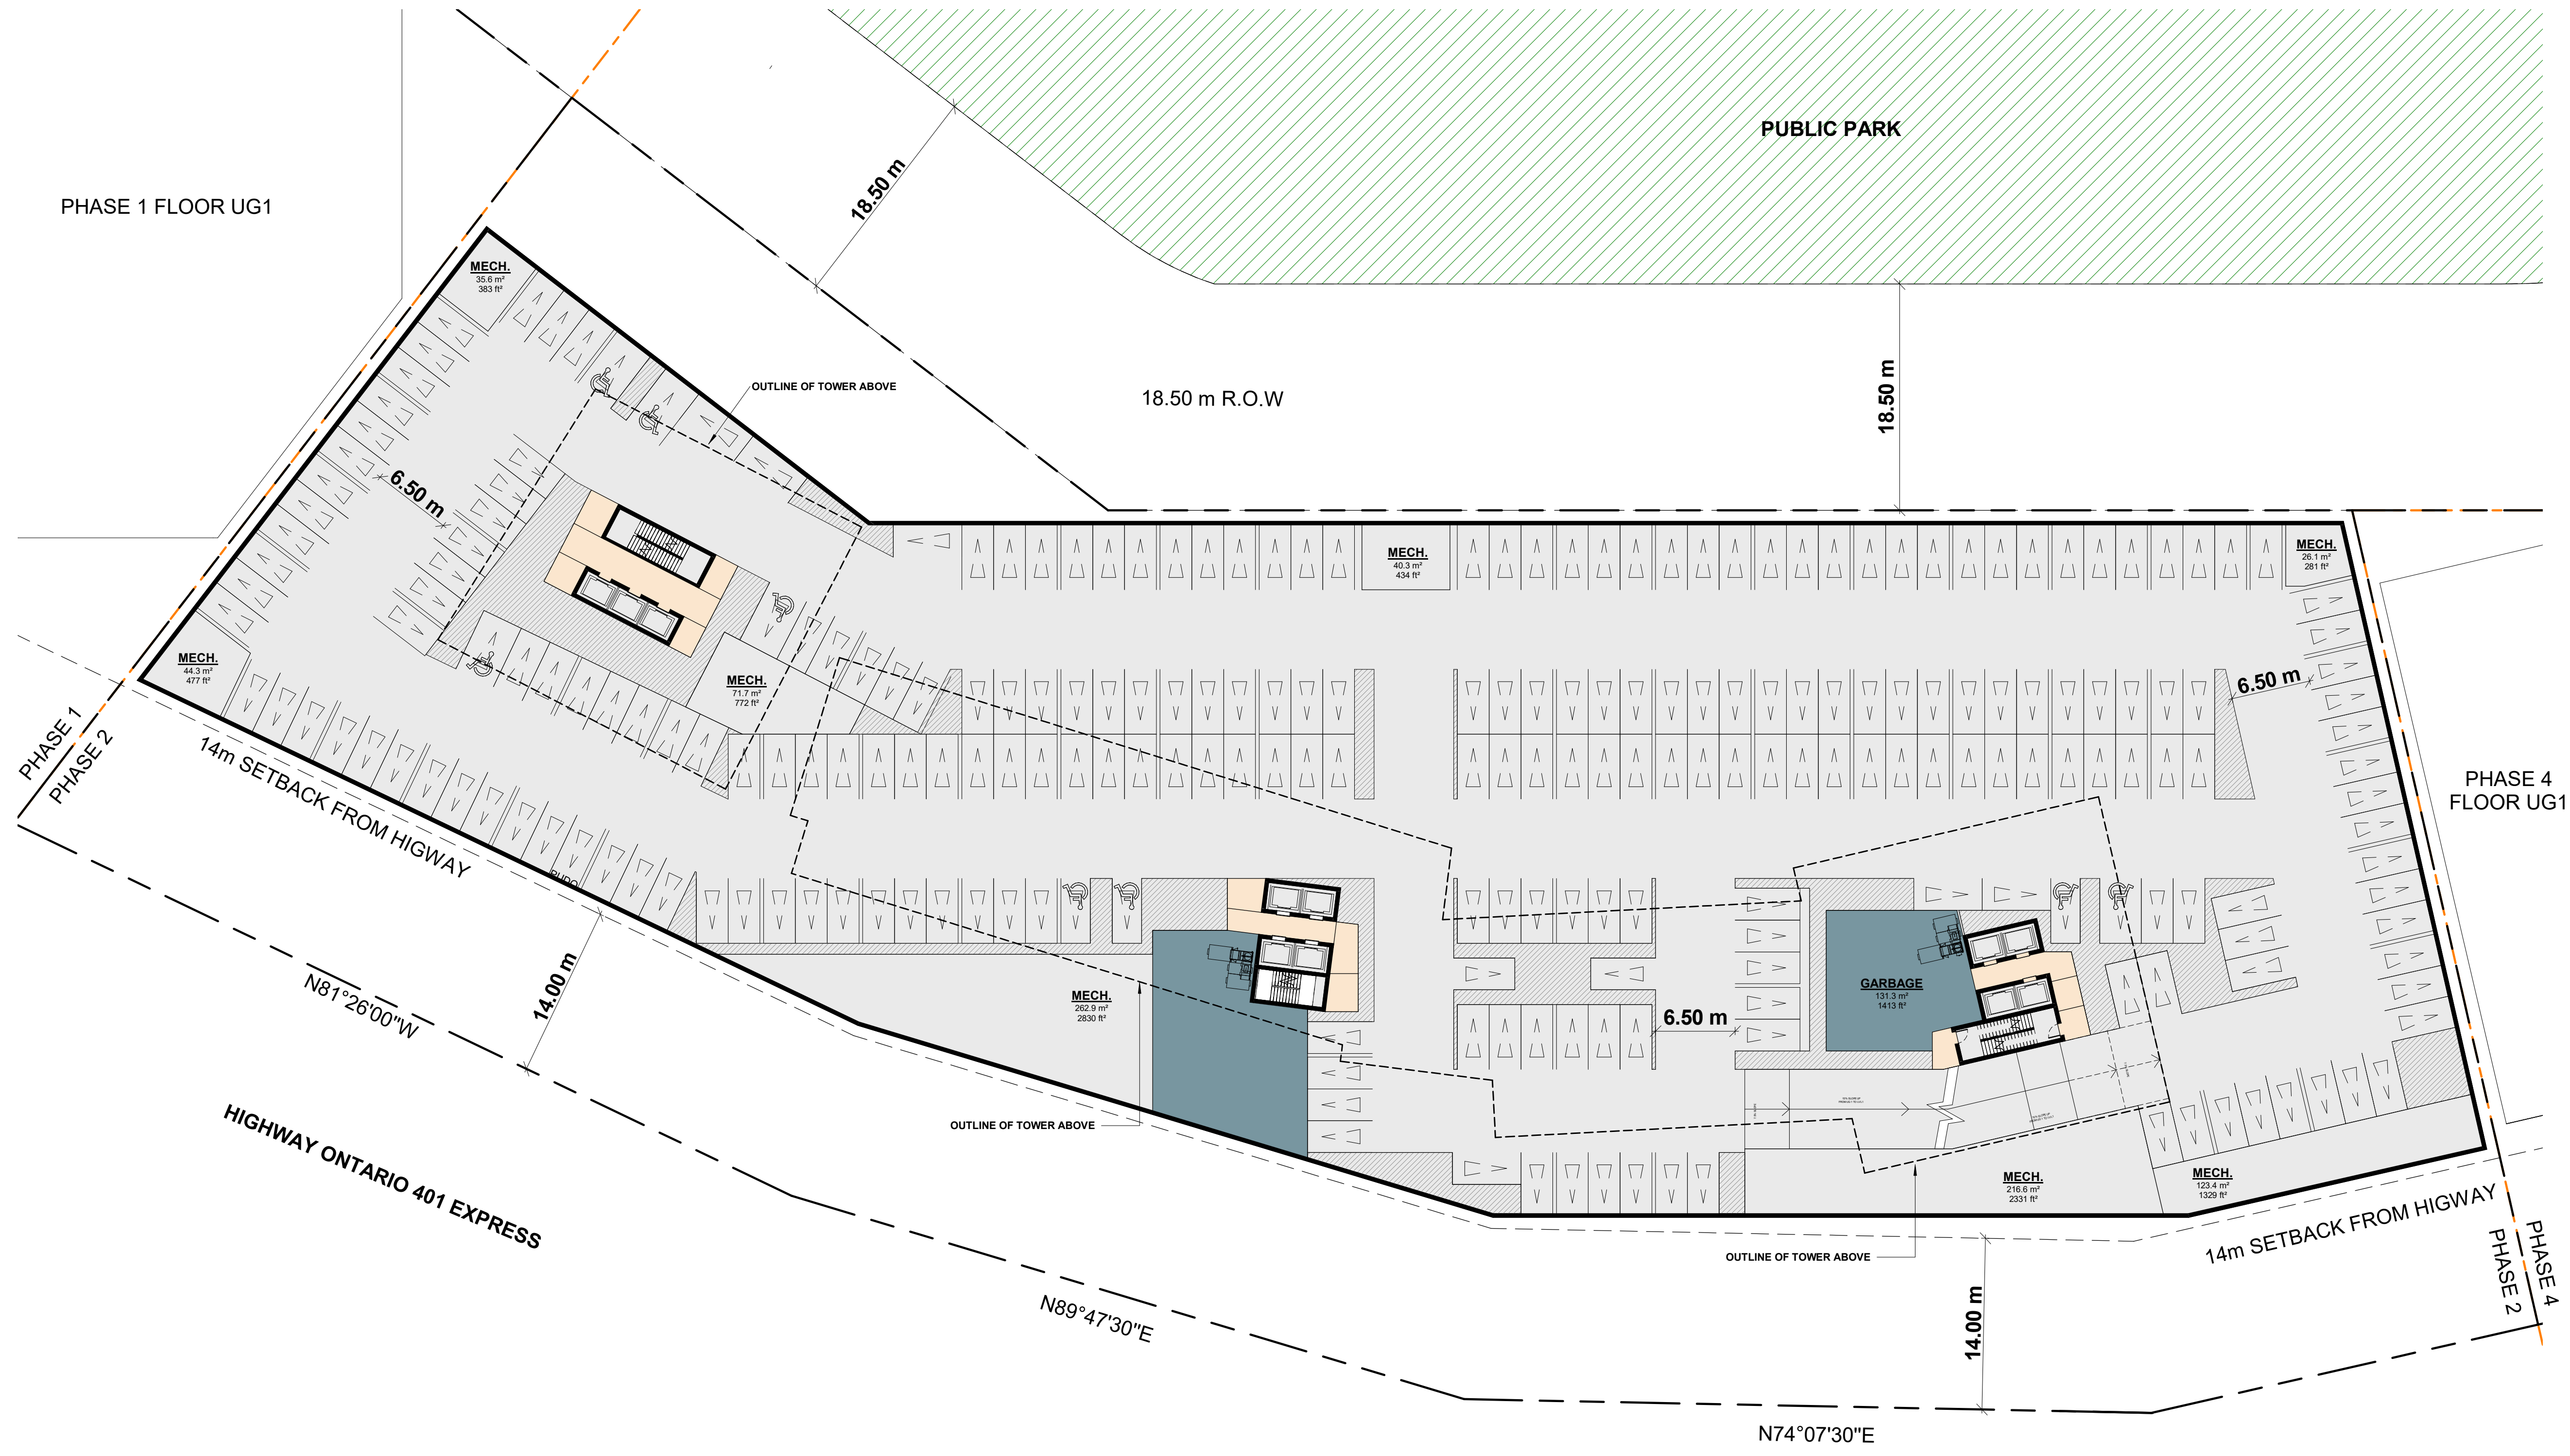 PUBLIC PARK
PHASE 1 FLOOR UG1
18.50 m
MECH.
35.6 m²
383 ft²
OUTLINE OF TOWER ABOVE
18.50 m R.O.W
18.50 m
6.50 m
MECH.
40.3 m²
434 ft²
MECH.
26.1 m²
281 ft²
MECH.
44.3 m²
477 ft²
MECH.
71.7 m²
772 ft²
6.50 m
PHASE 1
PHASE 2
14m SETBACK FROM HIGWAY
PHASE 4
FLOOR UG1
14.00 m
N81°26'00"W
MECH.
262.9 m²
2830 ft²
GARBAGE
131.3 m²
1413 ft²
6.50 m
HIGHWAY ONTARIO 401 EXPRESS
OUTLINE OF TOWER ABOVE
MECH.
216.6 m²
2331 ft²
MECH.
123.4 m²
1329 ft²
14m SETBACK FROM HIGWAY
OUTLINE OF TOWER ABOVE
PHASE 2
PHASE 4
N89°47'30"E
14.00 m
N74°07'30"E